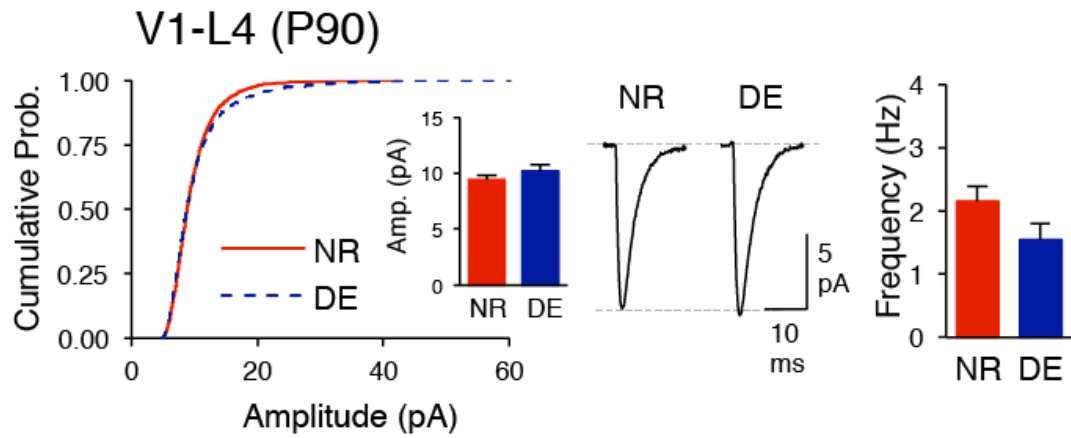 V1-L4 (P90)
Cumulative Prob.
1.00
0.75
0.50
0.25
0.00
0
20
40
60
Amplitude (pA)
NR
DE
Amp. (pA)
15
10
5
0
NR
DE
NR
DE
5
pA
10
ms
Frequency (Hz)
4
3
2
1
0
NR
DE